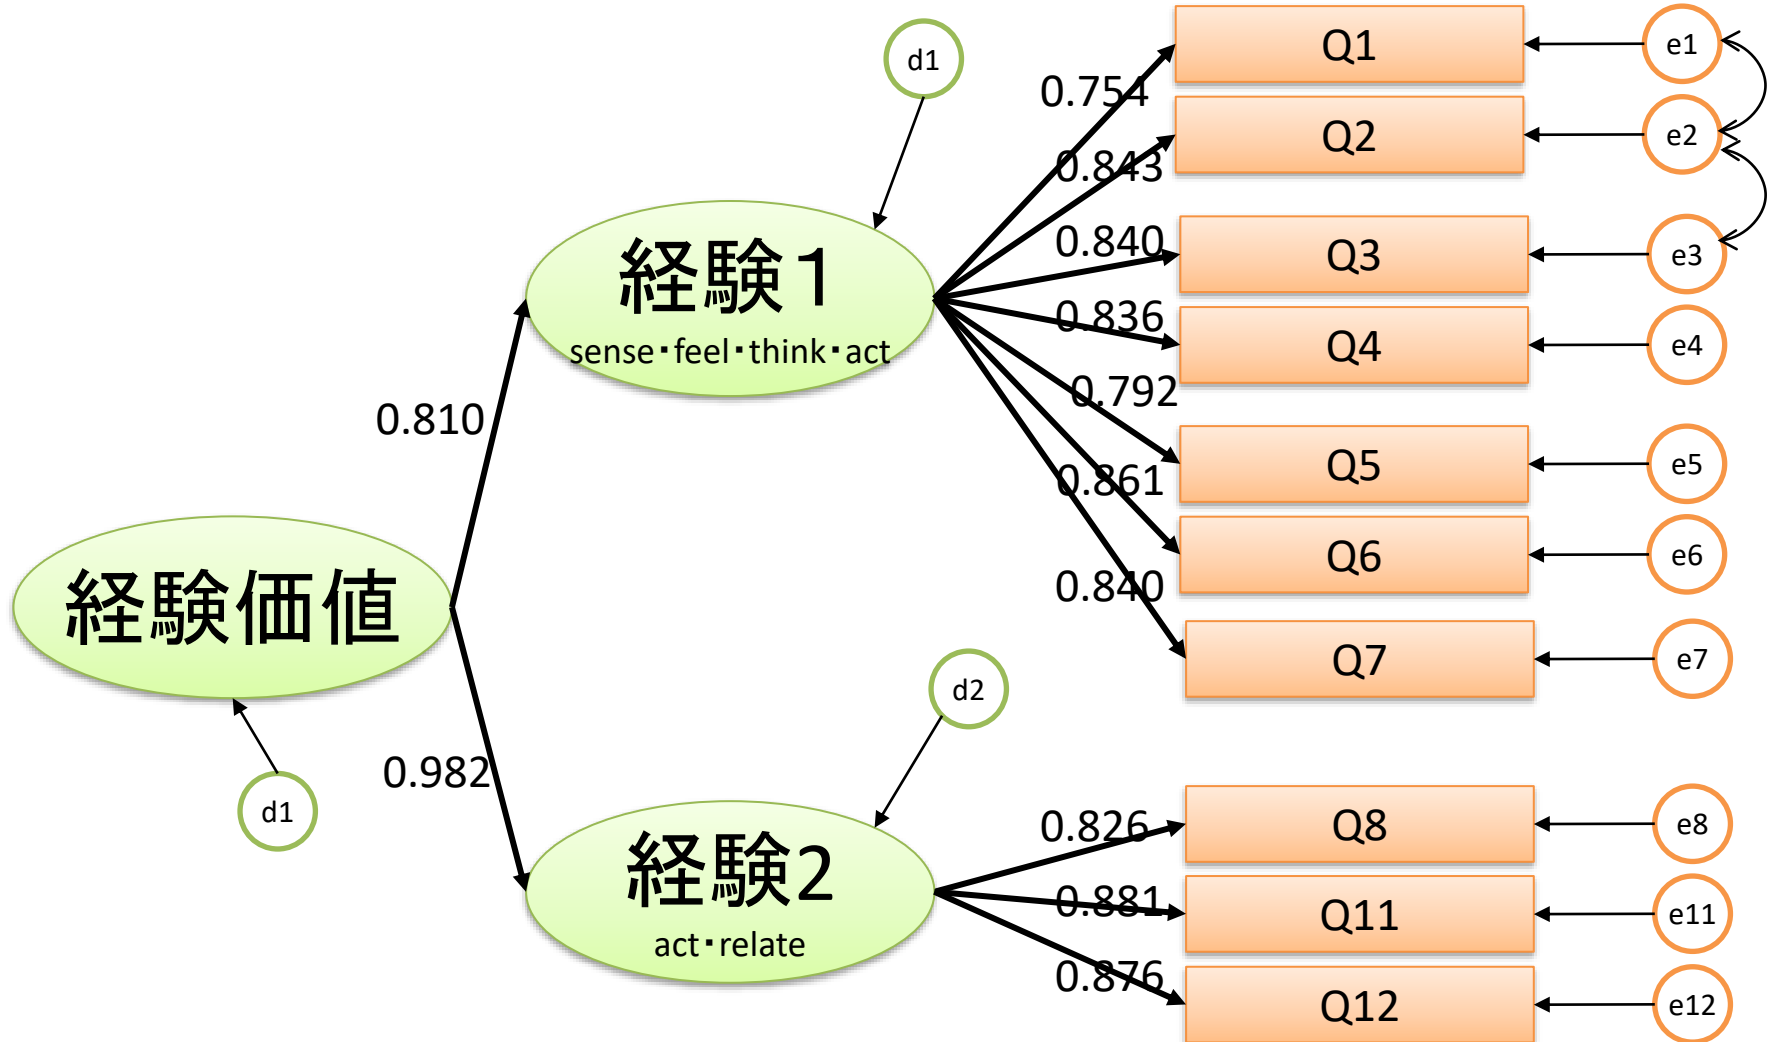 d1
0.754
Q1
e1
0.843
Q2
e2
経験1
sense・feel・think・act
0.840
Q3
e3
0.836
Q4
e4
0.810
0.792
Q5
e5
0.861
Q6
e6
経験価値
0.840
Q7
e7
d2
0.982
d1
経験2
act・relate
0.826
Q8
e8
0.881
Q11
e11
0.876
Q12
e12